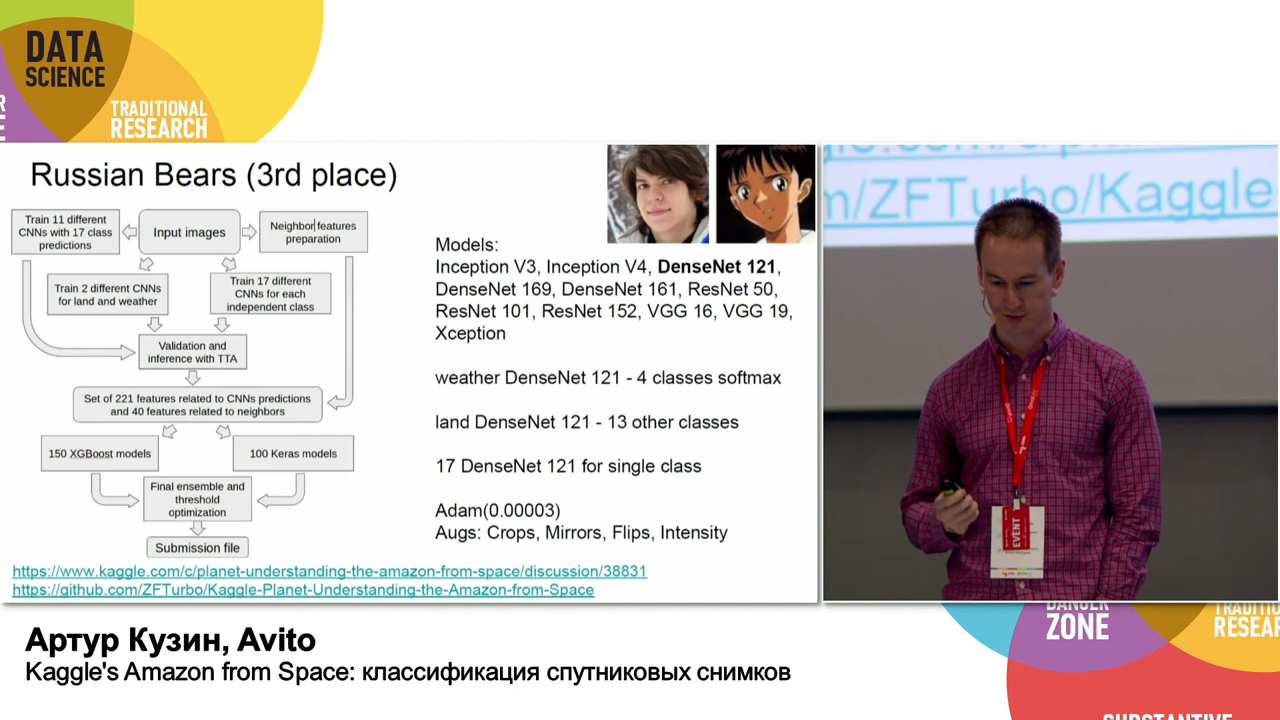 DATA
SCIENCE
TRADITIONAL
RESEARCH
Russian Bears (3rd place)
Train 11 different
CNNs with 17 class
predictions
Input images
Neighbor features
preparation
Train 2 different CNNs
for land and weather
Train 17 different
CNNs for each
independent class
Validation and
inference with TTA
Set of 221 features related to CNNs predictions
and 40 features related to neighbors
150 XGBoost models
100 Keras models
Final ensemble and
threshold
optimization
Submission file
Models:
Inception V3, Inception V4, DenseNet 121,
DenseNet 169, DenseNet 161, ResNet 50,
ResNet 101, ResNet 152, VGG 16, VGG 19,
Xception
weather DenseNet 121 - 4 classes softmax
land DenseNet 121 - 13 other classes
17 DenseNet 121 for single class
Adam(0.00003)
Augs: Crops, Mirrors, Flips, Intensity
https://www.kaggle.com/c/planet-understanding-the-amazon-from-space/discussion/38831
https://github.com/ZFTurbo/Kaggle-Planet-Understanding-the-Amazon-from-Space
m/ZFTurbo/Kaggle
EVENT
DANGER
ZONE
TRADITIO
RESEAR
SUBSTANTIVE
Артур Кузин, Avito
Kaggle's Amazon from Space: классификация спутниковых снимков